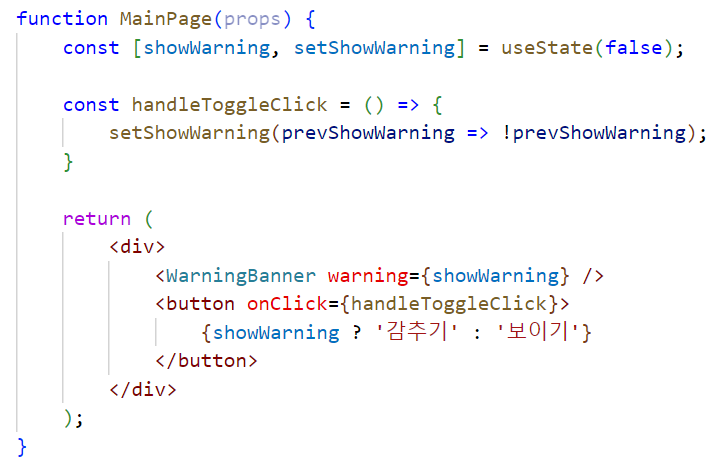 function MainPage(props) {
    const [showWarning, setShowWarning] = useState(false);

    const handleToggleClick = () => {
        setShowWarning(prevShowWarning => !prevShowWarning);
    }

    return (
        <div>
            <WarningBanner warning={showWarning} />
            <button onClick={handleToggleClick}>
                {showWarning ? '감추기' : '보이기'}
            </button>
        </div>
    );
}